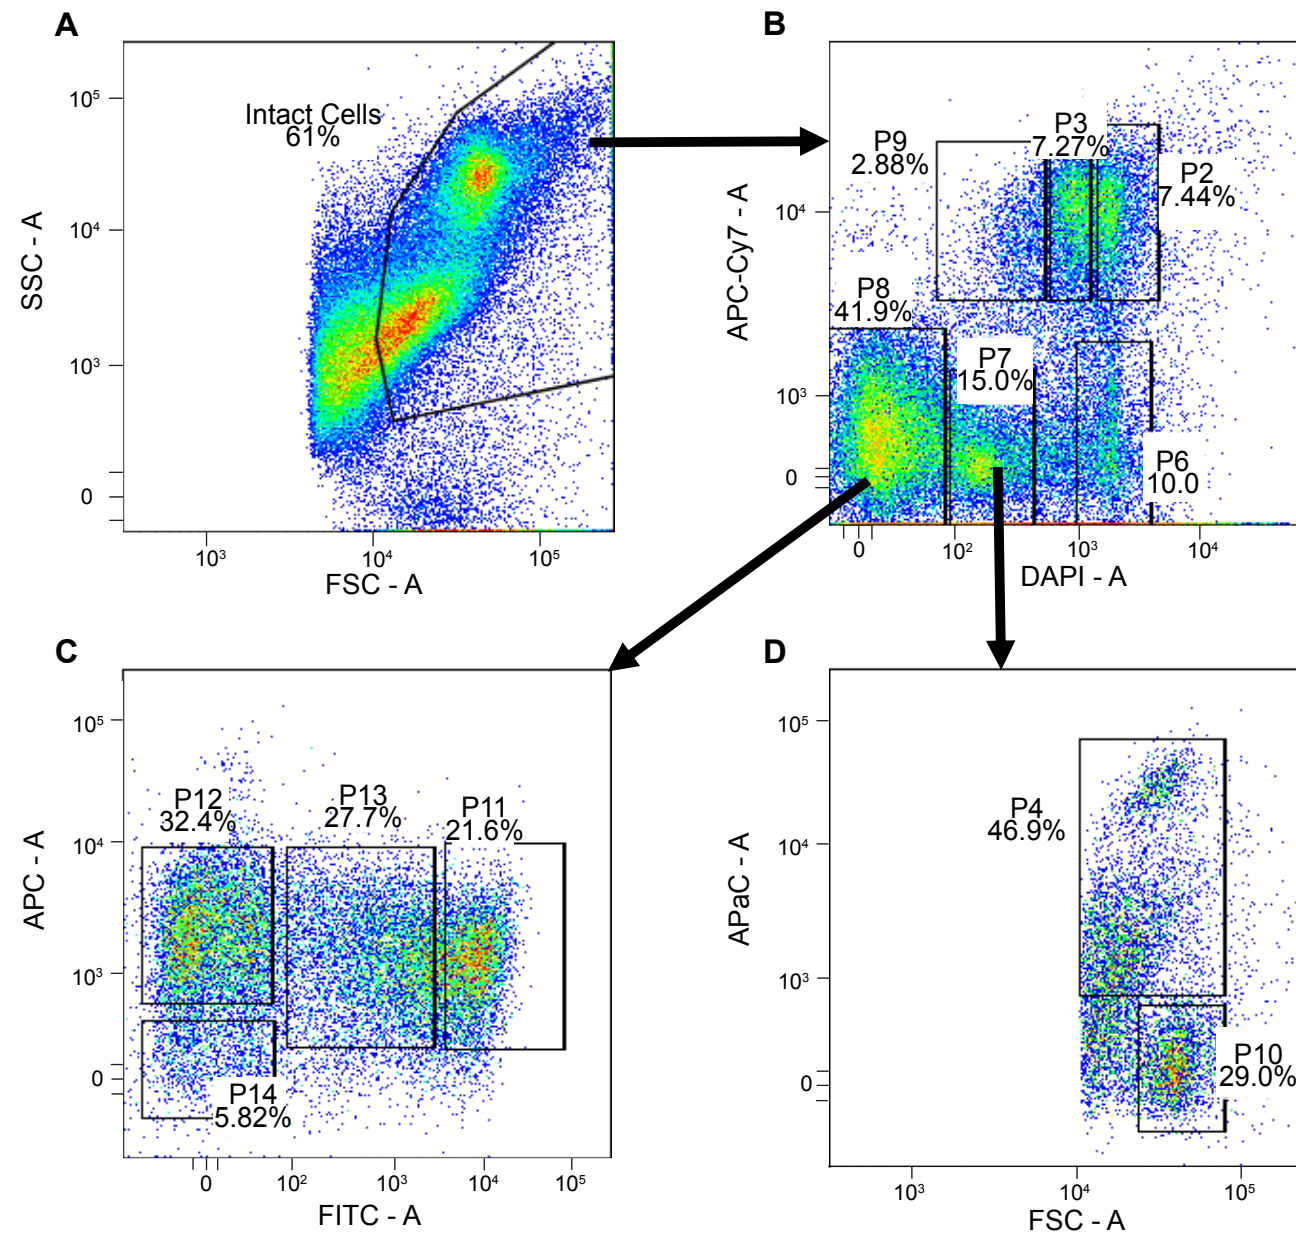 A
Intact Cells
61%
10⁵
10⁴
10³
0
SSC - A
10³
10⁴
10⁵
FSC - A
B
P9
2.88%
P3
7.27%
P2
7.44%
P8
41.9%
P7
15.0%
P6
10.0
10⁴
10³
0
APC-Cy7 - A
0
10²
10³
10⁴
DAPI - A
C
P12
32.4%
P13
27.7%
P11
21.6%
P14
5.82%
10⁵
10⁴
10³
0
APC - A
0
10²
10³
10⁴
10⁵
FITC - A
D
P4
46.9%
P10
29.0%
10⁵
10⁴
10³
0
APaC - A
10³
10⁴
10⁵
FSC - A